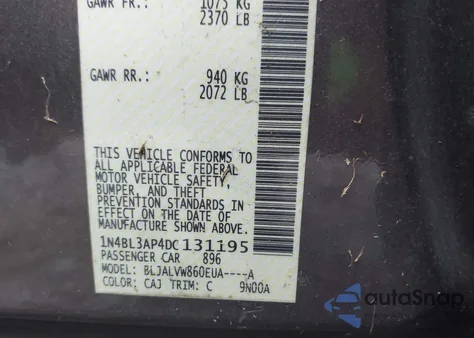 GAWR FR.: 1075 KG
2370 LB
GAWR RR.: 940 KG
2072 LB
THIS VEHICLE CONFORMS TO
ALL APPLICABLE FEDERAL
MOTOR VEHICLE SAFETY,
BUMPER, AND THEFT
PREVENTION STANDARDS IN
EFFECT ON THE DATE OF
MANUFACTURE SHOWN ABOVE.
1N4BL3AP4DC131195
PASSENGER CAR 896
MODEL: BLJALVW860EUA----A
COLOR: CAJ TRIM: C 9N00A
autoSnap